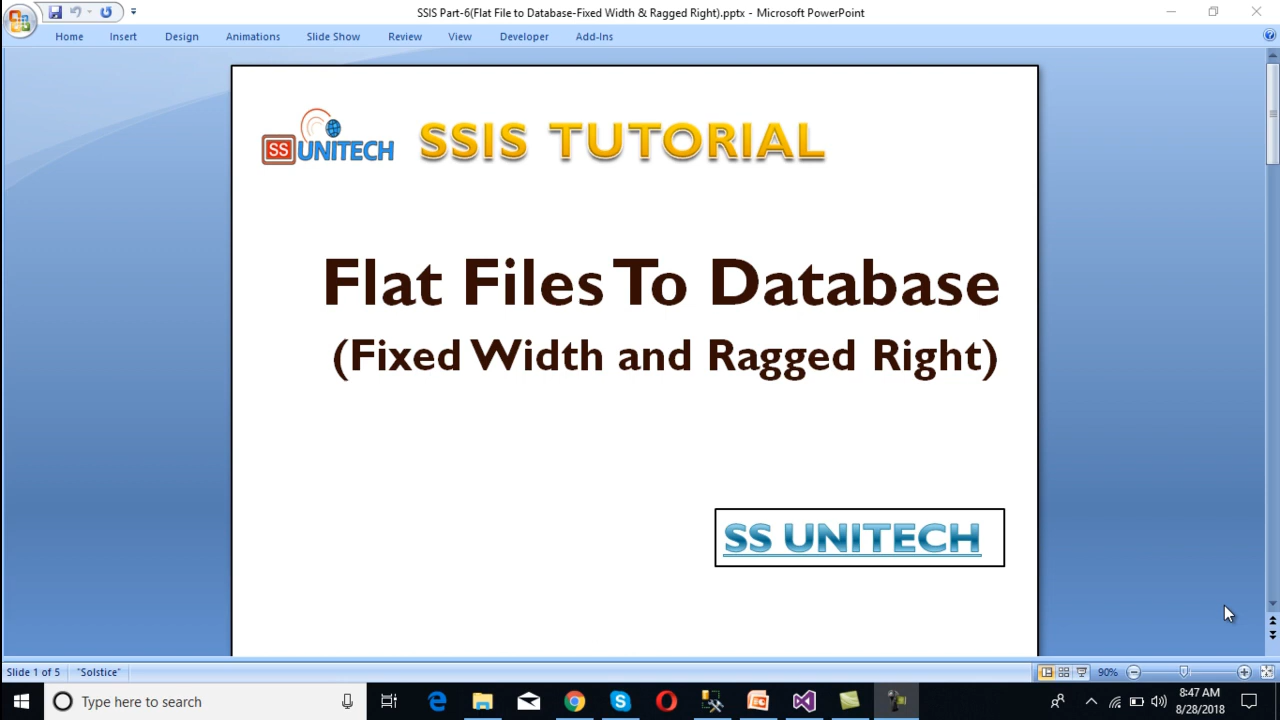 SSIS Part-6(Flat File to Database-Fixed Width & Ragged Right).pptx - Microsoft PowerPoint
Home Insert Design Animations Slide Show Review View Developer Add-Ins
SS UNITECH SSIS TUTORIAL
Flat Files To Database
(Fixed Width and Ragged Right)
SS UNITECH
Slide 1 of 5 "Solstice" 90%
Type here to search 8:47 AM
8/28/2018